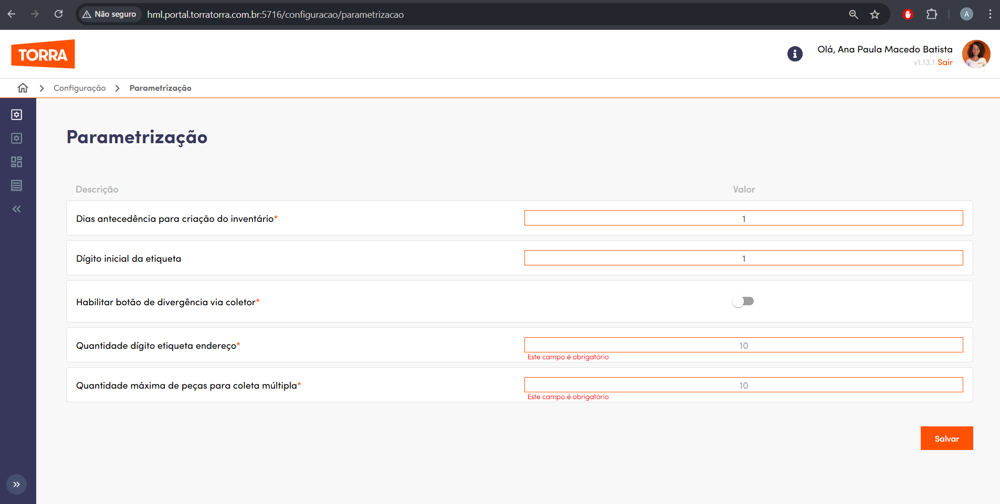 Não seguro
hml.portal.torratorra.com.br:5716/configuracao/parametrizacao
A
TORRA
Olá, Ana Paula Macedo Batista
v1.13.1 Sair
Configuração
Parametrização
Parametrização
Descrição
Valor
Dias antecedência para criação do inventário*
1
Dígito inicial da etiqueta
1
Habilitar botão de divergência via coletor*
Quantidade dígito etiqueta endereço*
10
Este campo é obrigatório
Quantidade máxima de peças para coleta múltipla*
10
Este campo é obrigatório
Salvar